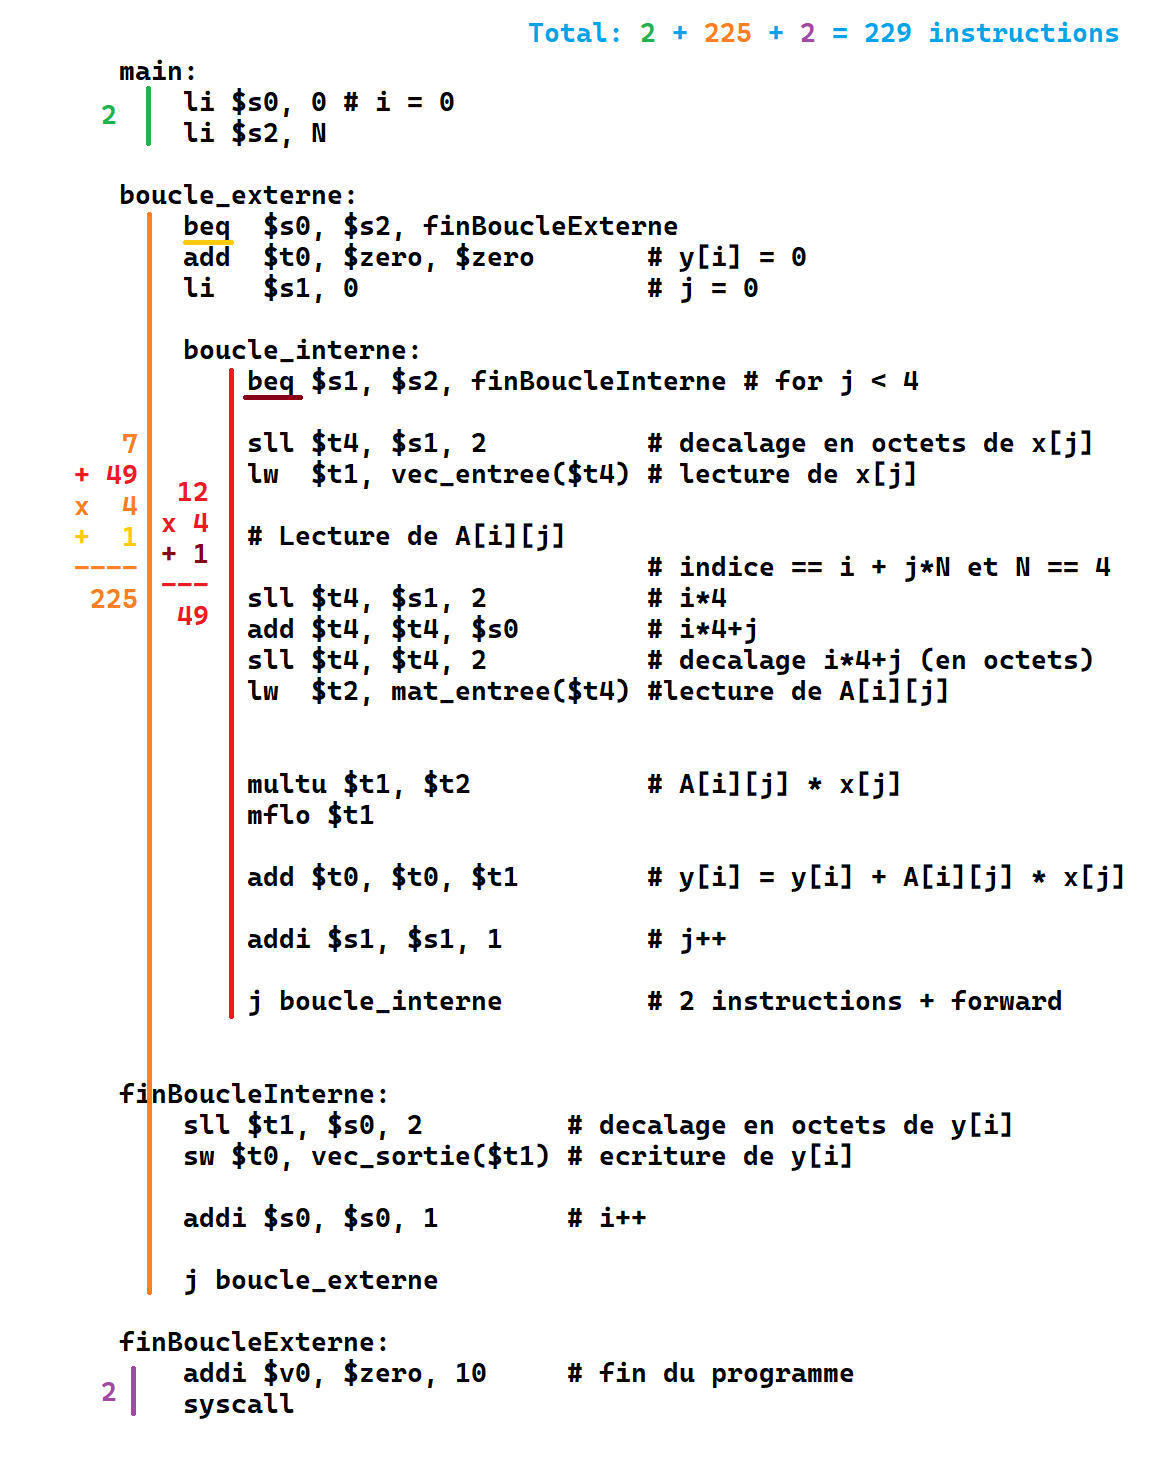 Total: 2 + 225 + 2 = 229 instructions
main:
li $s0, 0 # i = 0
2
li $s2, N
boucle_externe:
beq $s0, $s2, finBoucleExterne
add $t0, $zero, $zero # y[i] = 0
li $s1, 0 # j = 0
boucle_interne:
beq $s1, $s2, finBoucleInterne # for j < 4
7
+ 49
x 4
+ 1
----
225
12
x 4
+ 1
---
49
sll $t4, $s1, 2 # decalage en octets de x[j]
lw $t1, vec_entree($t4) # lecture de x[j]
# Lecture de A[i][j]
# indice == i + j*N et N == 4
sll $t4, $s1, 2 # i*4
add $t4, $t4, $s0 # i*4+j
sll $t4, $t4, 2 # decalage i*4+j (en octets)
lw $t2, mat_entree($t4) #lecture de A[i][j]
multu $t1, $t2 # A[i][j] * x[j]
mflo $t1
add $t0, $t0, $t1 # y[i] = y[i] + A[i][j] * x[j]
addi $s1, $s1, 1 # j++
j boucle_interne # 2 instructions + forward
finBoucleInterne:
sll $t1, $s0, 2 # decalage en octets de y[i]
sw $t0, vec_sortie($t1) # ecriture de y[i]
addi $s0, $s0, 1 # i++
j boucle_externe
finBoucleExterne:
addi $v0, $zero, 10 # fin du programme
2
syscall